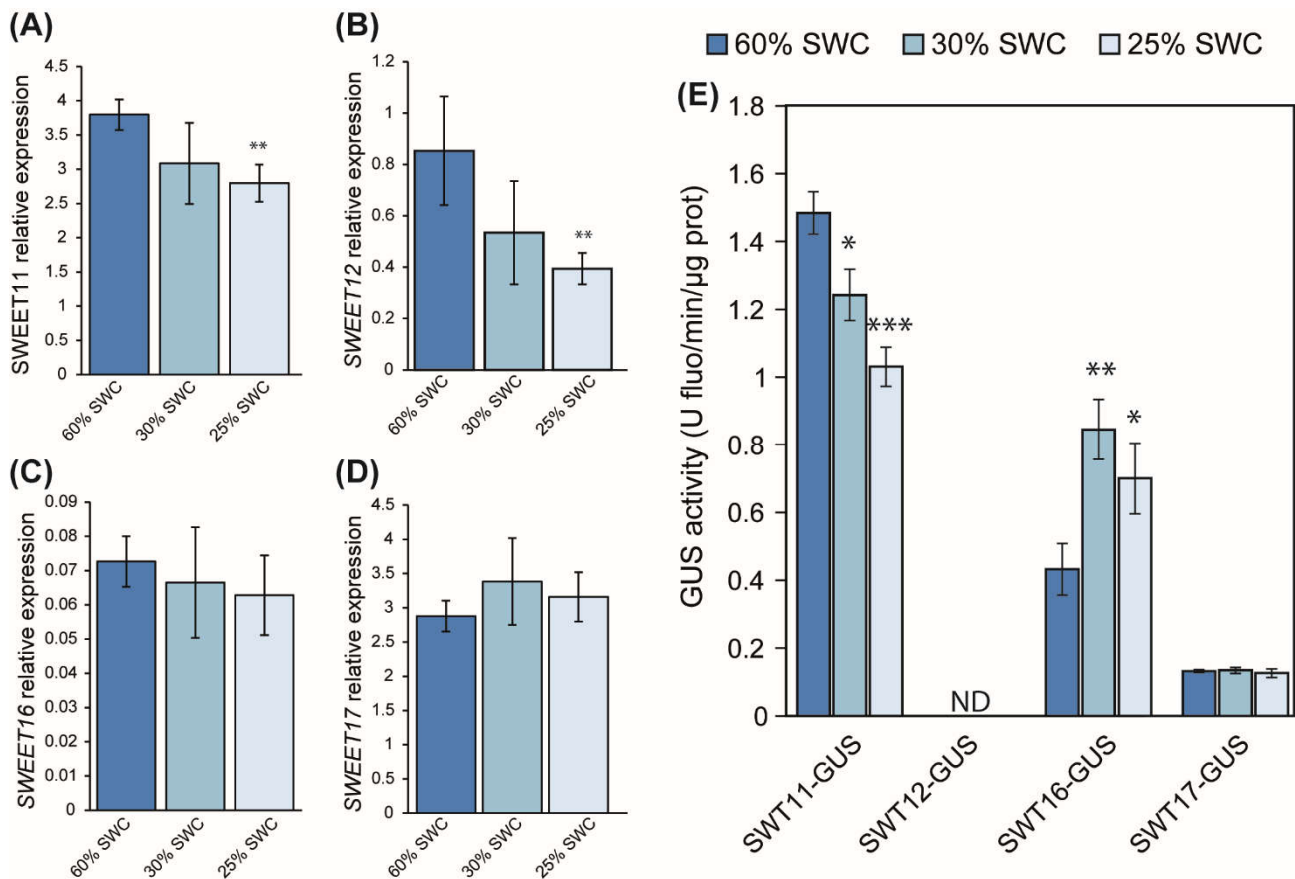 60% SWC 30% SWC 25% SWC
(A)
SWEET11 relative expression
4.5
4
3.5
3
2.5
2
1.5
1
0.5
0
**
60% SWC
30% SWC
25% SWC
(B)
SWEET12 relative expression
1.2
1
0.8
0.6
0.4
0.2
0
**
60% SWC
30% SWC
25% SWC
(C)
SWEET16 relative expression
0.09
0.08
0.07
0.06
0.05
0.04
0.03
0.02
0.01
0
60% SWC
30% SWC
25% SWC
(D)
SWEET17 relative expression
4.5
4
3.5
3
2.5
2
1.5
1
0.5
0
60% SWC
30% SWC
25% SWC
(E)
GUS activity (U fluo/min/µg prot)
1.8
1.6
1.4
1.2
1
0.8
0.6
0.4
0.2
0
*
***
ND
**
*
SWT11-GUS
SWT12-GUS
SWT16-GUS
SWT17-GUS